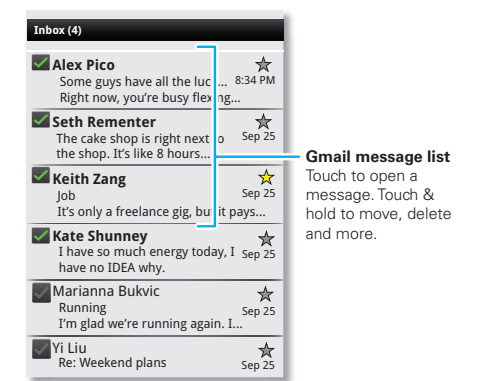 Inbox (4)
Alex Pico
Some guys have all the luc... 8:34 PM
Right now, you're busy flexing...
Seth Rementer
The cake shop is right next to
the shop. It's like 8 hours... Sep 25
Keith Zang
Job Sep 25
It's only a freelance gig, but it pays...
Kate Shunney
I have so much energy today, I Sep 25
have no IDEA why.
Marianna Bukvic
Running Sep 25
I'm glad we're running again. I...
Yi Liu
Re: Weekend plans Sep 25
Gmail message list
Touch to open a
message. Touch &
hold to move, delete
and more.